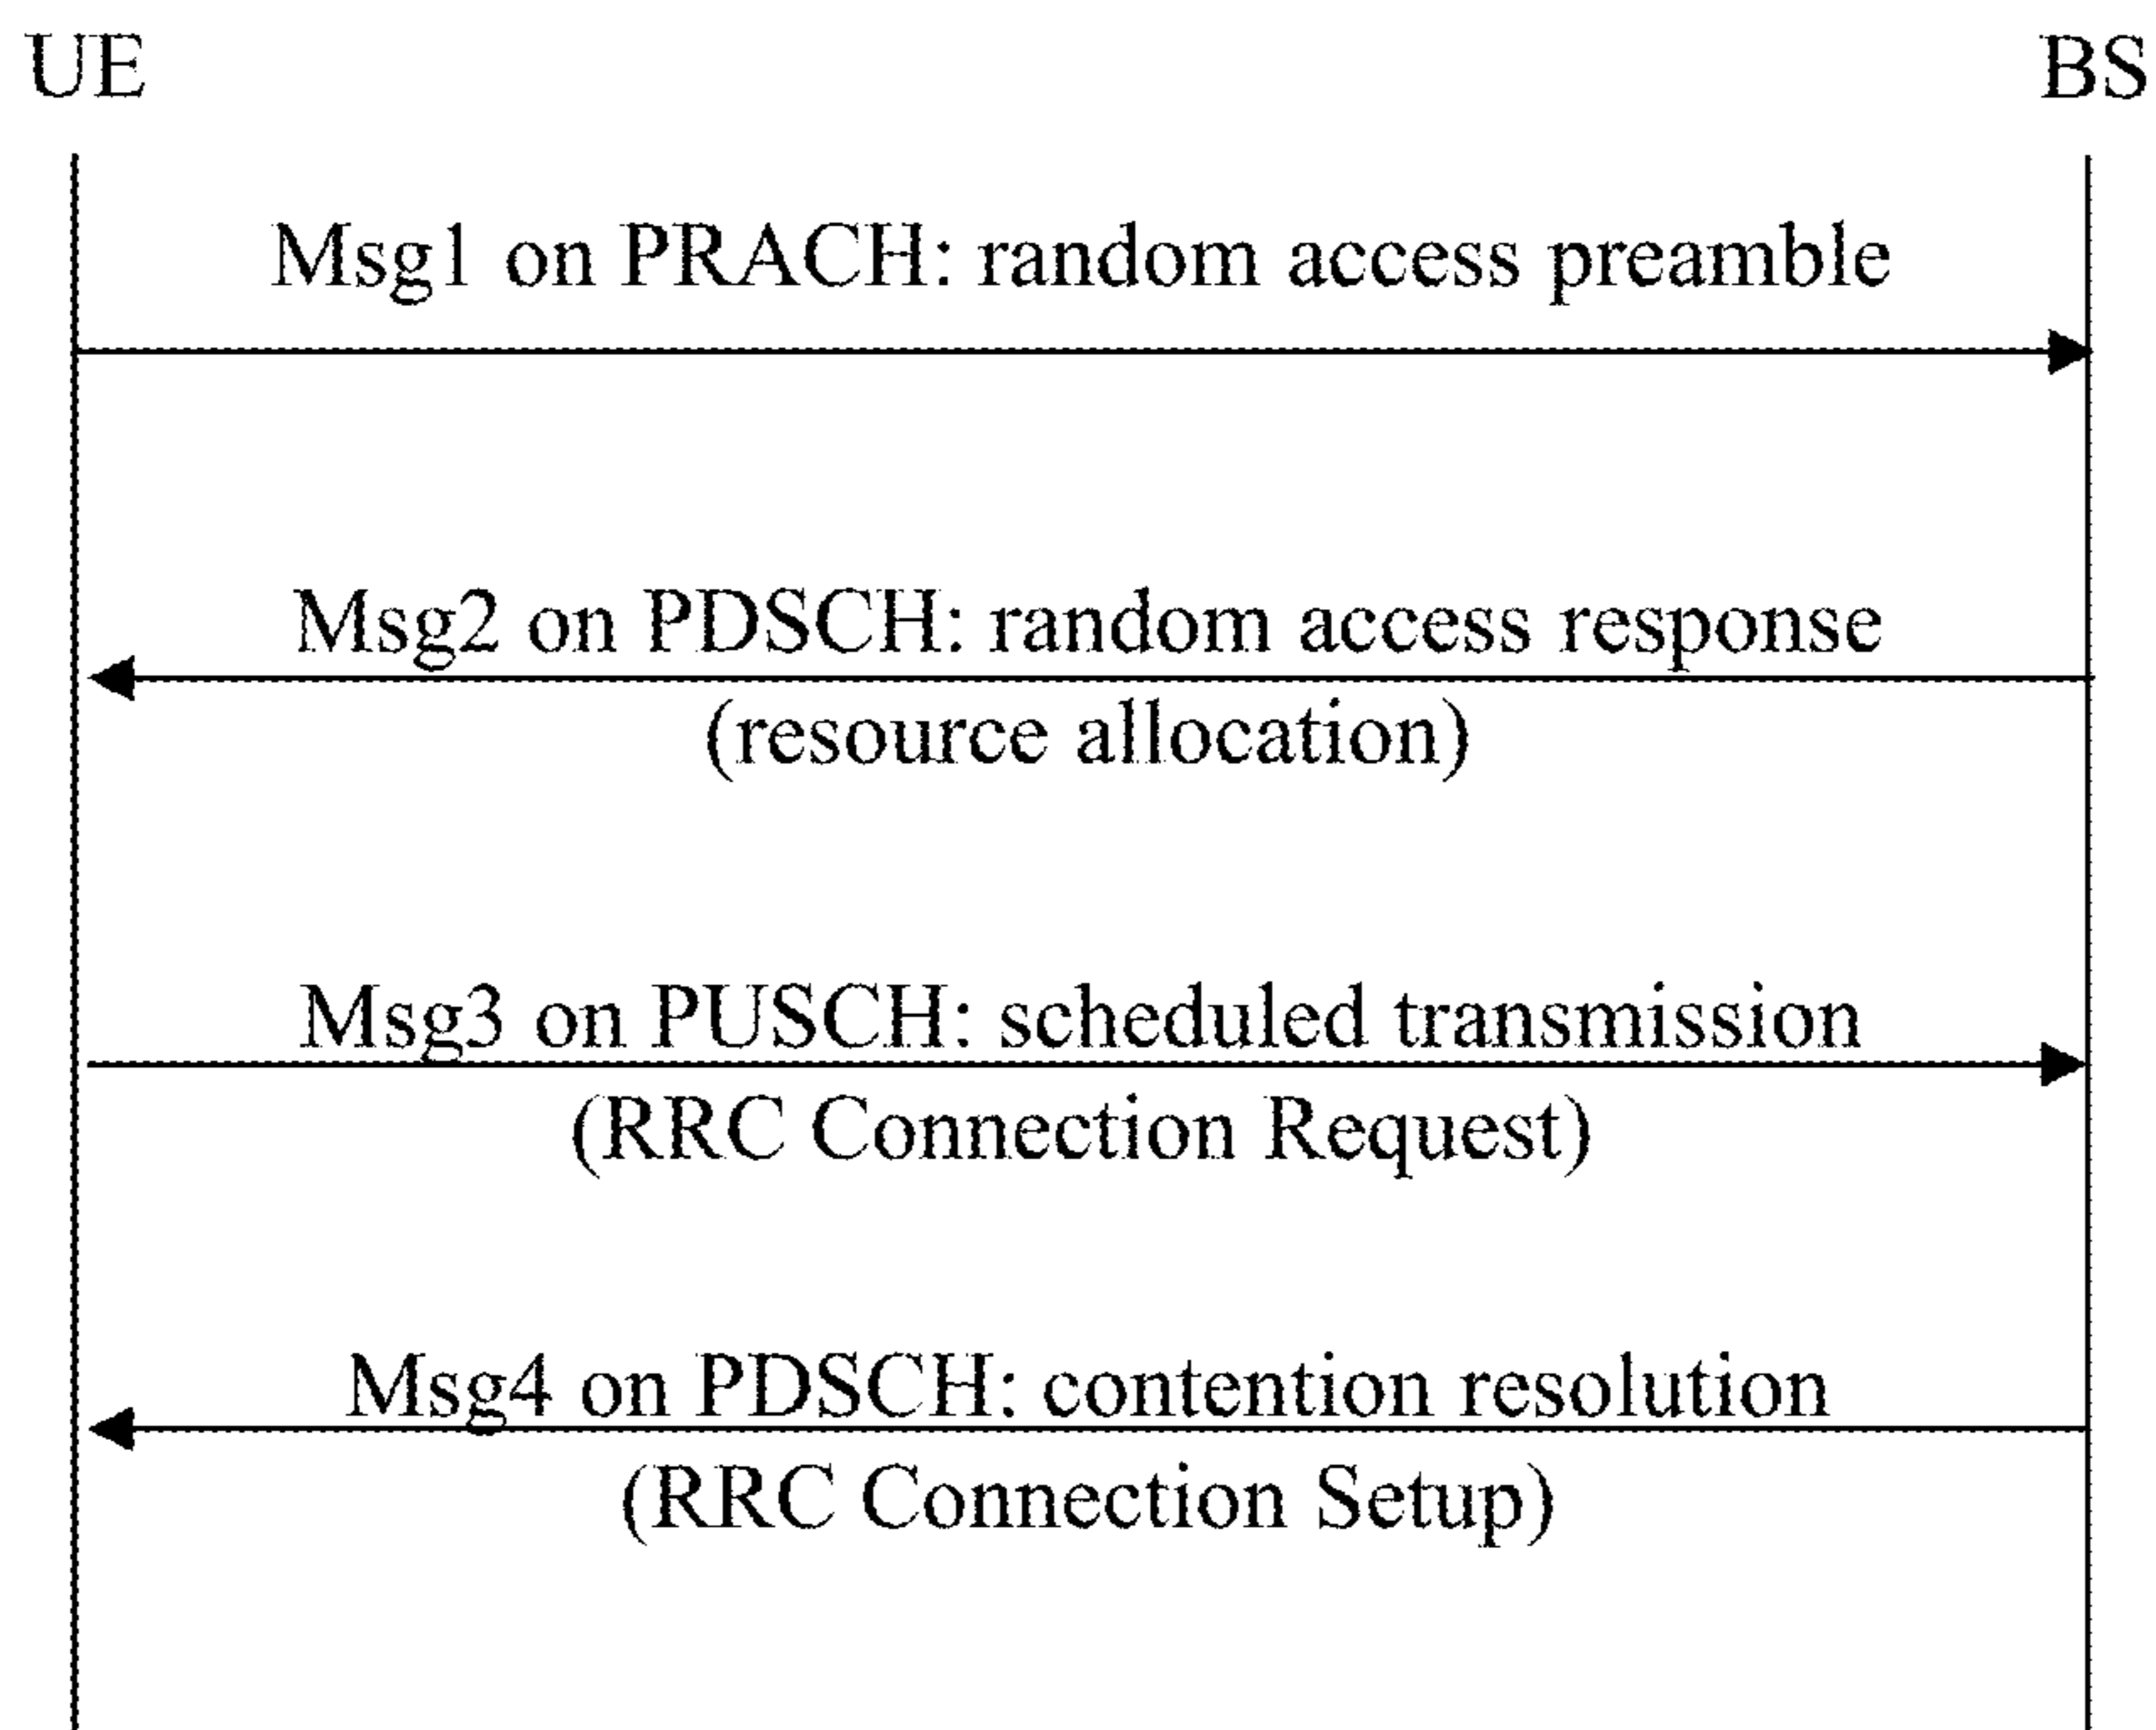 UE BS
Msg1 on PRACH: random access preamble
Msg2 on PDSCH: random access response
(resource allocation)
Msg3 on PUSCH: scheduled transmission
(RRC Connection Request)
Msg4 on PDSCH: contention resolution
(RRC Connection Setup)